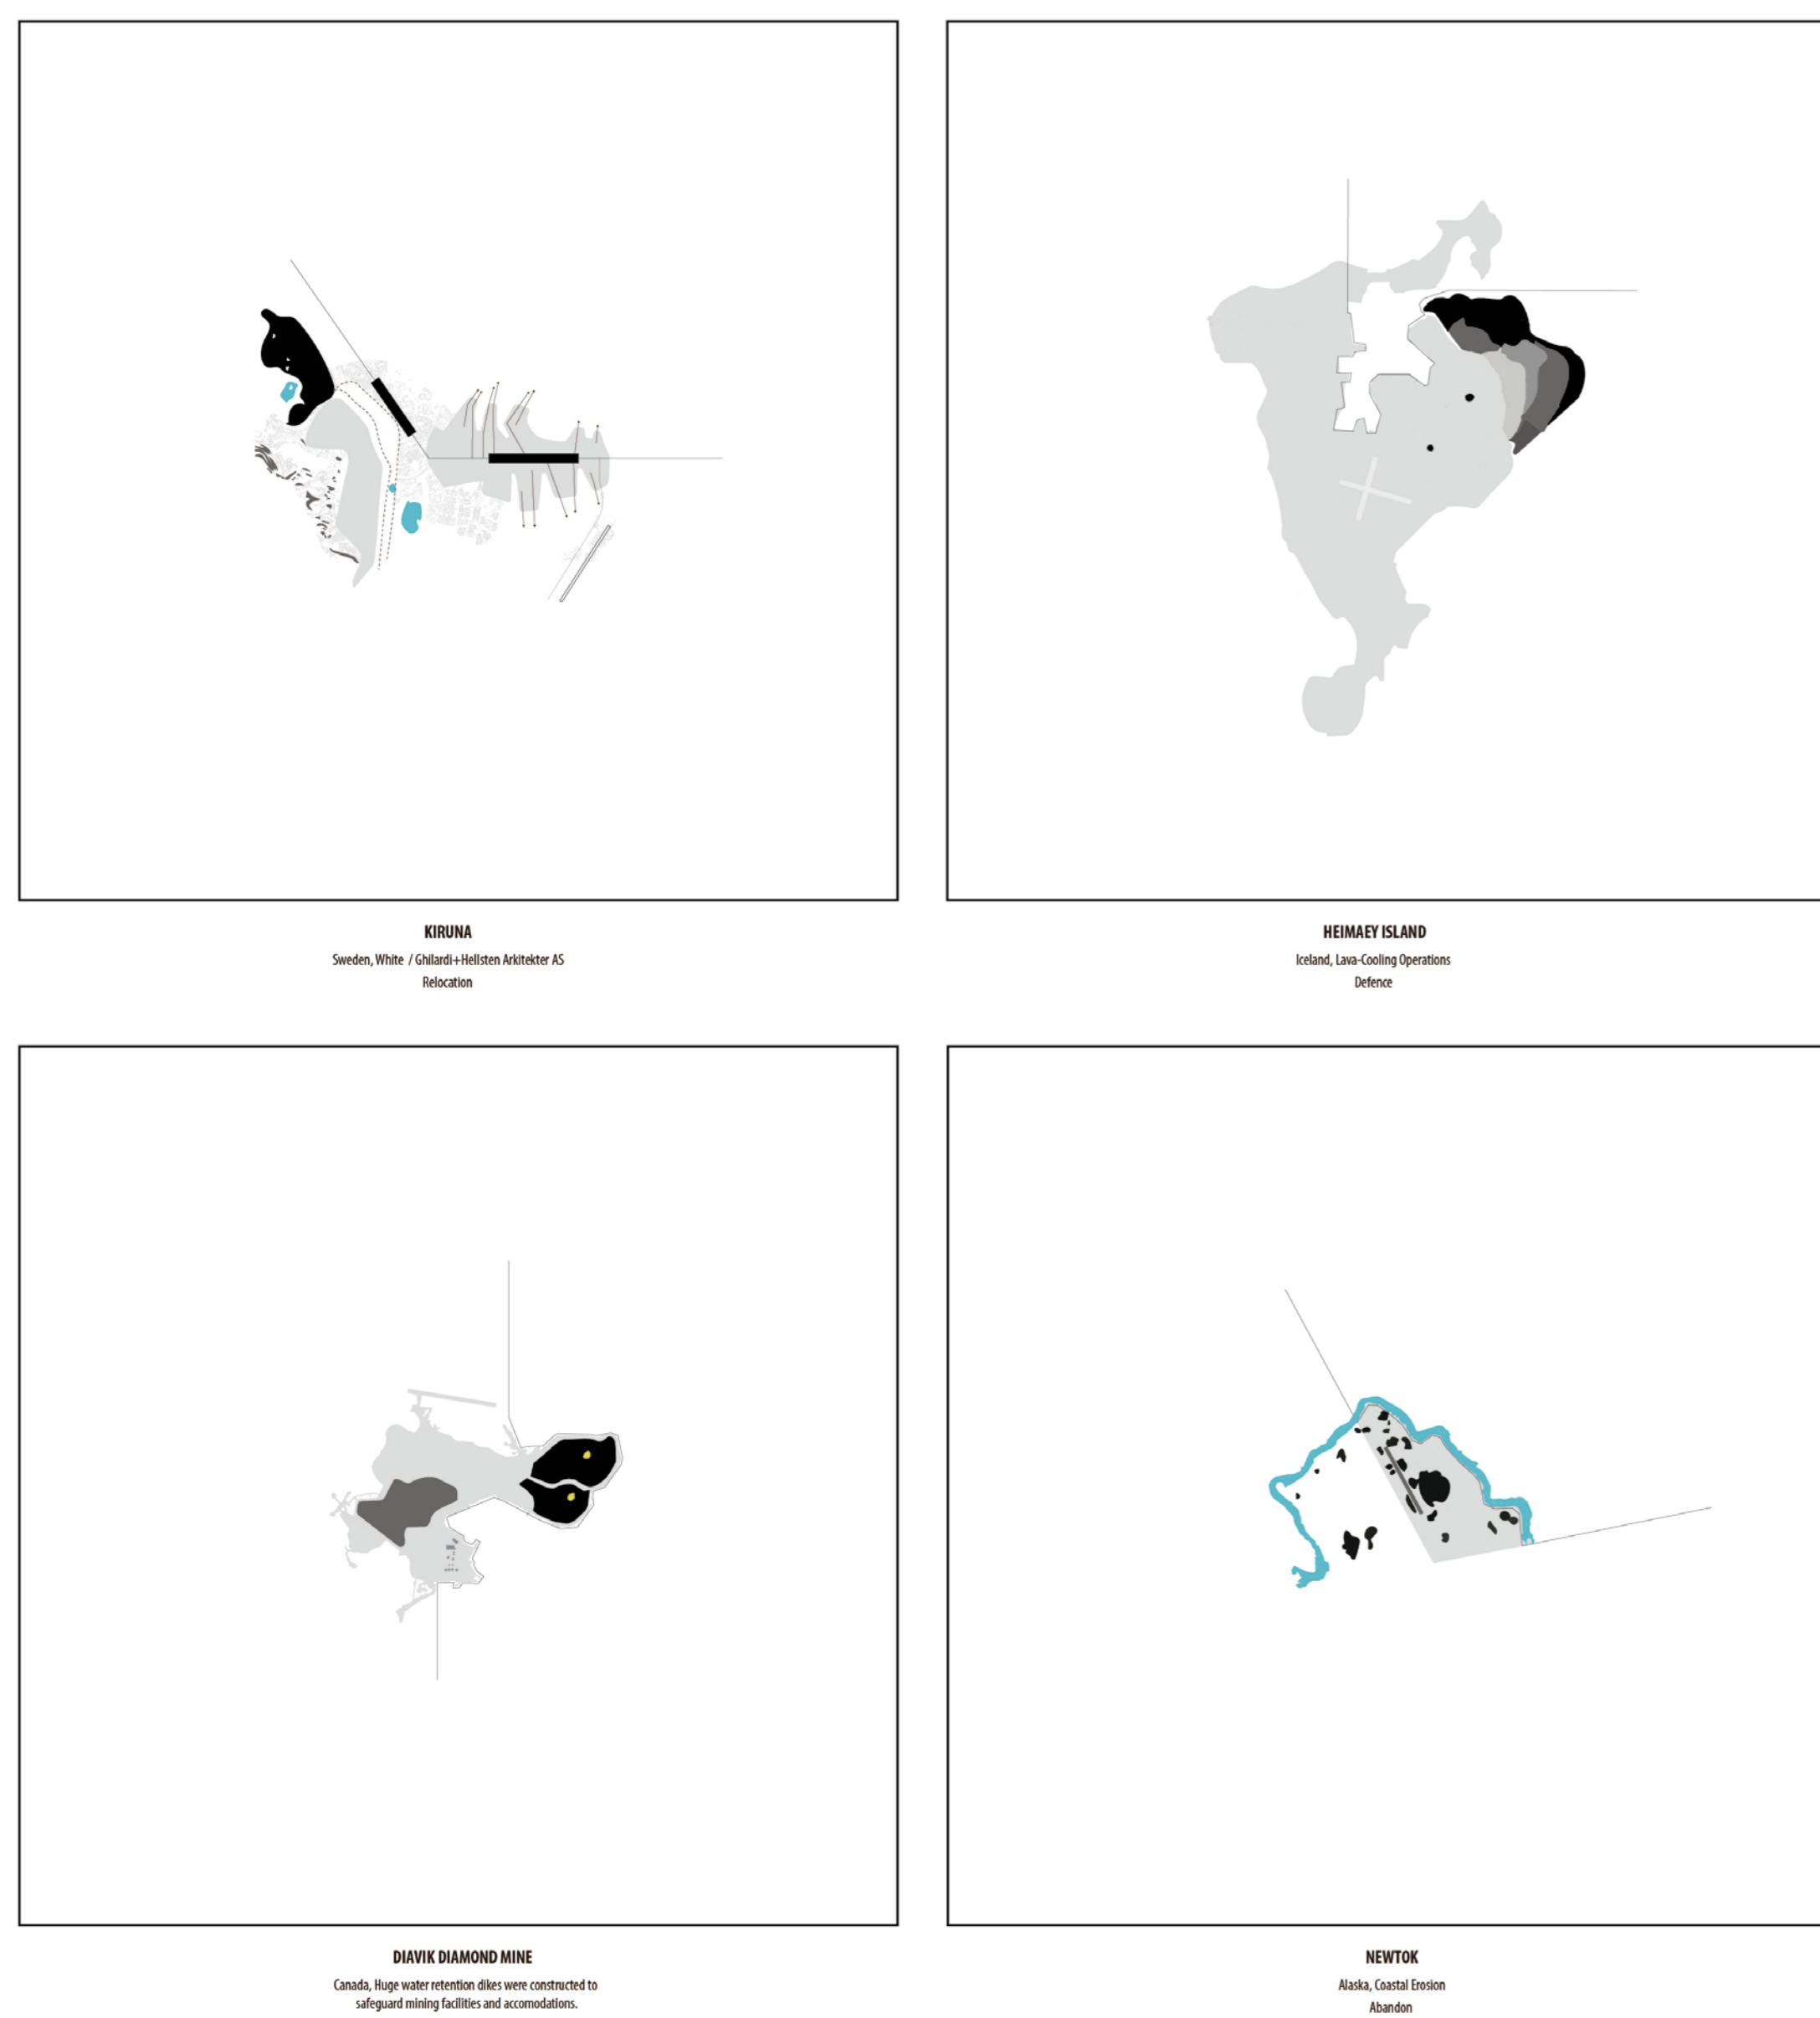 KIRUNA
Sweden, White / Ghilardi+Hellsten Arkitekter AS
Relocation
HEIMAEY ISLAND
Iceland, Lava-Cooling Operations
Defence
DIAVIK DIAMOND MINE
Canada, Huge water retention dikes were constructed to
safeguard mining facilities and accomodations.
NEWTOK
Alaska, Coastal Erosion
Abandon